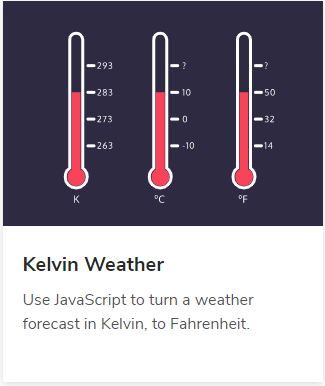 293 ? ?
283 10 50
273 0 32
263 -10 14
K °C °F
Kelvin Weather
Use JavaScript to turn a weather
forecast in Kelvin, to Fahrenheit.